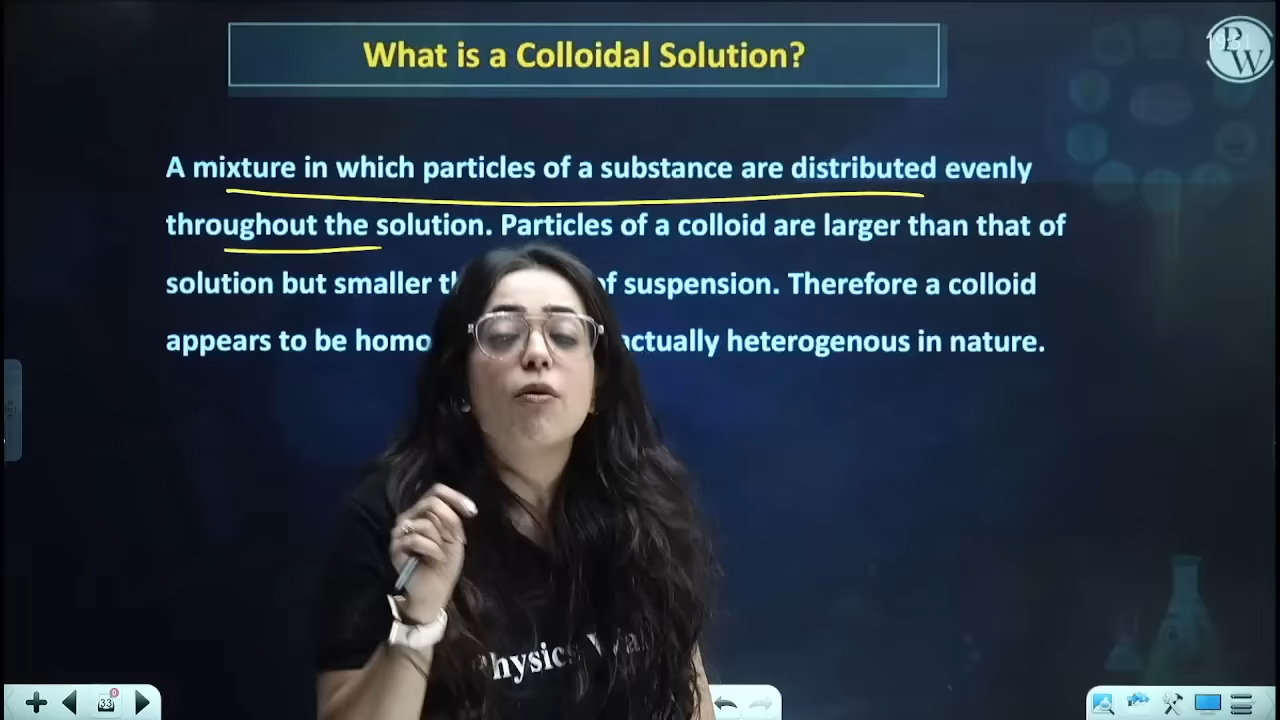 What is a Colloidal Solution?
P
W
A mixture in which particles of a substance are distributed evenly
throughout the solution. Particles of a colloid are larger than that of
solution but smaller of suspension. Therefore a colloid
appears to be actually heterogenous in nature.
33
0